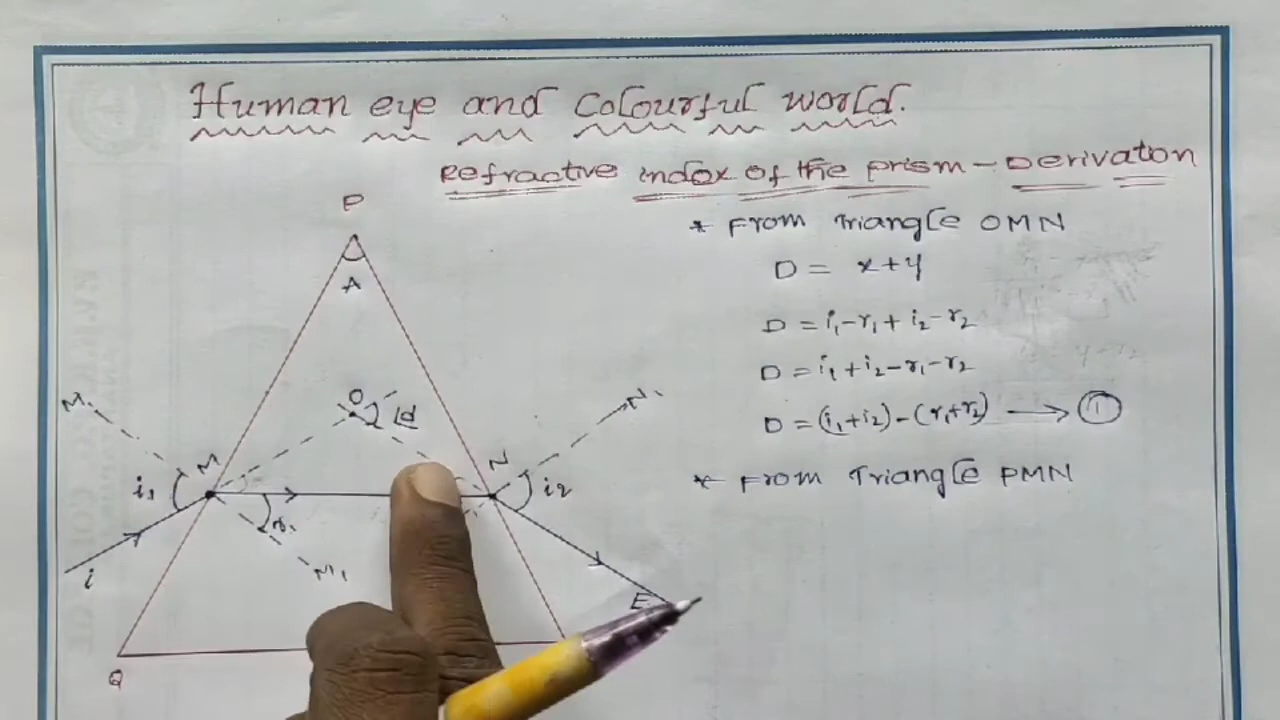 Human eye and Colourful world.
Refractive index of the prism - Derivaton
P
A
* From Triangle OMN
D = x+y
D = i₁-r₁+i₂-r₂
D = i₁+i₂-r₁-r₂
D = (i₁+i₂)-(r₁+r₂) → ①
* From Triangle PMN
O
d
N₁
M
N
i₁
i₂
r₁
i
E
Q